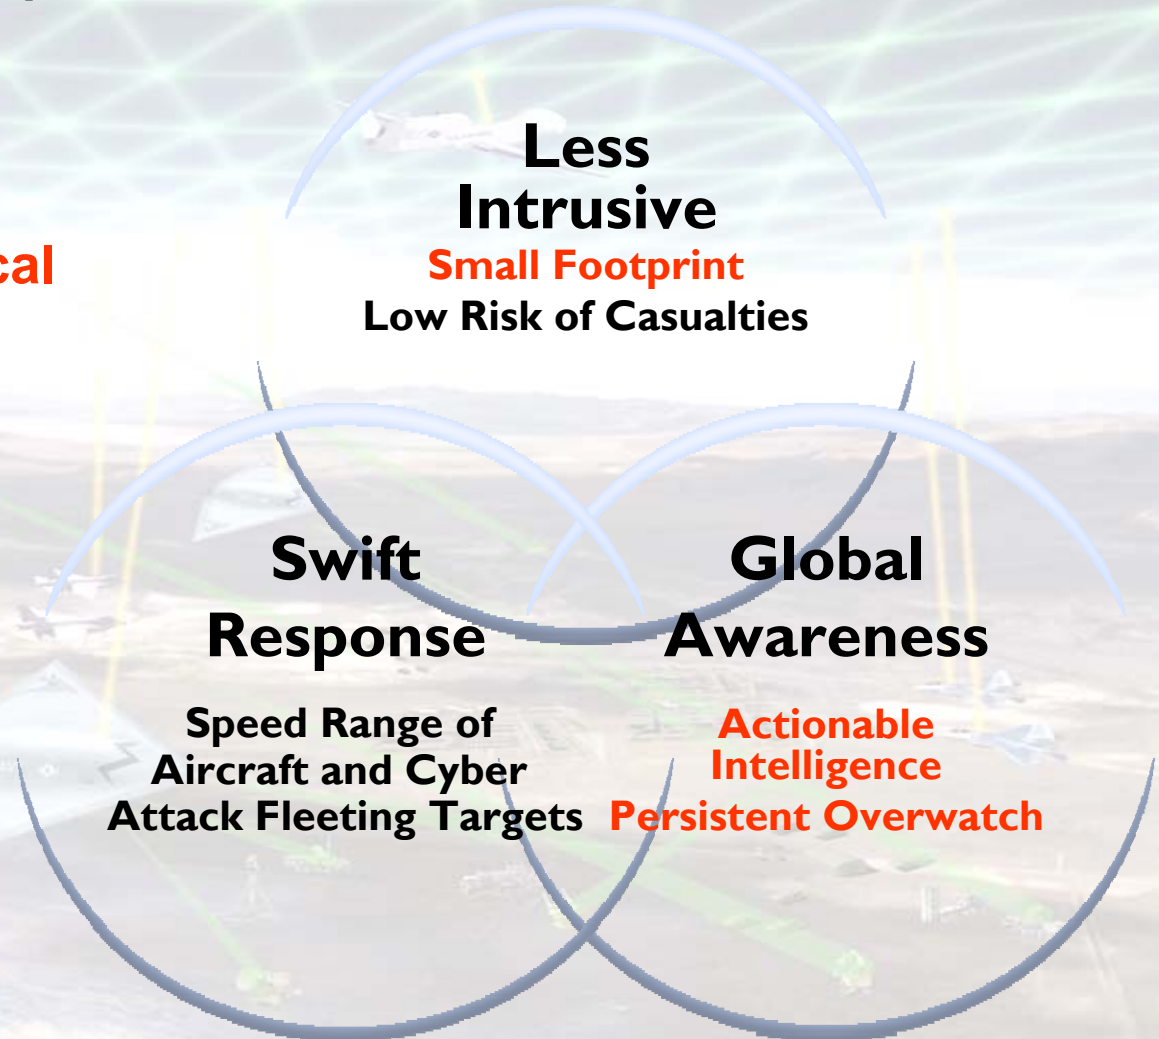 Less
Intrusive
cal
Small Footprint
Low Risk of Casualties
Swift
Response
Speed Range of
Aircraft and Cyber
Attack Fleeting Targets
Global
Awareness
Actionable
Intelligence
Persistent Overwatch